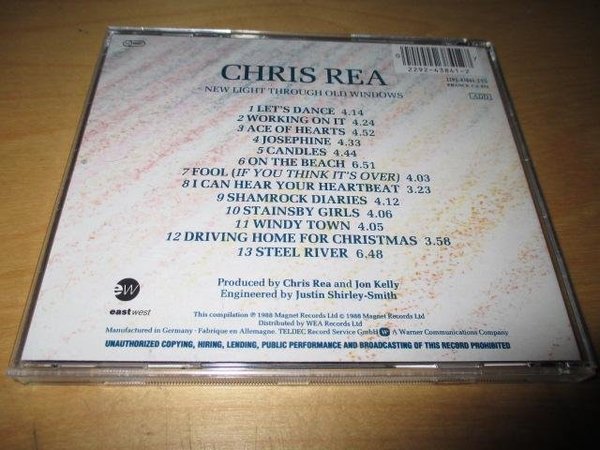 2292-43841-2
CHRIS REA
NEW LIGHT THROUGH OLD WINDOWS
1 LET'S DANCE 4.14
2 WORKING ON IT 4.24
3 ACE OF HEARTS 4.52
4 JOSEPHINE 4.33
5 CANDLES 4.44
6 ON THE BEACH 6.51
7 FOOL (IF YOU THINK IT'S OVER) 4.03
8 I CAN HEAR YOUR HEARTBEAT 3.23
9 SHAMROCK DIARIES 4.12
10 STAINSBY GIRLS 4.06
11 WINDY TOWN 4.05
12 DRIVING HOME FOR CHRISTMAS 3.58
13 STEEL RIVER 6.48
Produced by Chris Rea and Jon Kelly
Engineered by Justin Shirley-Smith
ew
eastwest
This compilation ℗ 1988 Magnet Records Ltd © 1988 Magnet Records Ltd
Distributed by WEA Records Ltd
Manufactured in Germany · Fabriqué en Allemagne. TELDEC Record Service GmbH A Warner Communications Company
UNAUTHORIZED COPYING, HIRING, LENDING, PUBLIC PERFORMANCE AND BROADCASTING OF THIS RECORD PROHIBITED